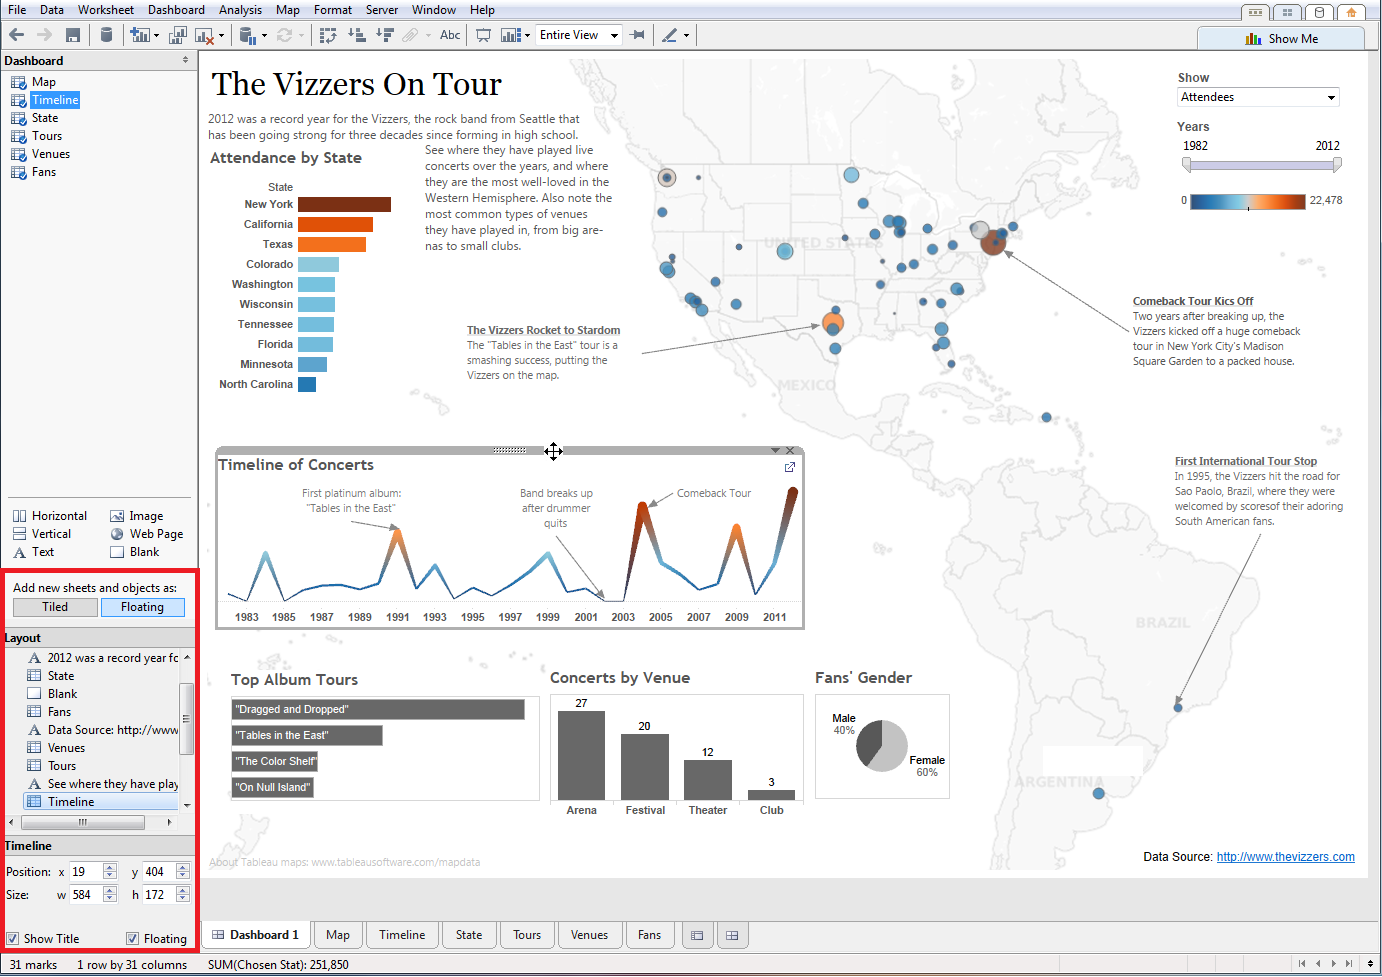 File Data Worksheet Dashboard Analysis Map Format Server Window Help
Abc Entire View
Show Me
Dashboard
Map
Timeline
State
Tours
Venues
Fans
Horizontal Image
Vertical Web Page
Text Blank
Add new sheets and objects as:
Tiled Floating
Layout
2012 was a record year fc
State
Blank
Fans
Data Source: http://www
Venues
Tours
See where they have play
Timeline
Timeline
Position: x 19 y 404
Size: w 584 h 172
Show Title Floating
The Vizzers On Tour
2012 was a record year for the Vizzers, the rock band from Seattle that
has been going strong for three decades since forming in high school.
Attendance by State
State
New York
California
Texas
Colorado
Washington
Wisconsin
Tennessee
Florida
Minnesota
North Carolina
See where they have played live
concerts over the years, and where
they are the most well-loved in the
Western Hemisphere. Also note the
most common types of venues
they have played in, from big are-
nas to small clubs.
Show
Attendees
Years
1982 2012
0 22,478
UNITED STATES
MEXICO
BRAZIL
ARGENTINA
The Vizzers Rocket to Stardom
The "Tables in the East" tour is a
smashing success, putting the
Vizzers on the map.
Comeback Tour Kics Off
Two years after breaking up, the
Vizzers kicked off a huge comeback
tour in New York City's Madison
Square Garden to a packed house.
First International Tour Stop
In 1995, the Vizzers hit the road for
Sao Paolo, Brazil, where they were
welcomed by scoresof their adoring
South American fans.
Timeline of Concerts
First platinum album:
"Tables in the East"
Band breaks up
after drummer
quits
Comeback Tour
1983 1985 1987 1989 1991 1993 1995 1997 1999 2001 2003 2005 2007 2009 2011
Top Album Tours
"Dragged and Dropped"
"Tables in the East"
"The Color Shelf"
"On Null Island"
Concerts by Venue
27
20
12
3
Arena Festival Theater Club
Fans' Gender
Male
40%
Female
60%
About Tableau maps: www.tableausoftware.com/mapdata
Data Source: http://www.thevizzers.com
Dashboard 1 Map Timeline State Tours Venues Fans
31 marks 1 row by 31 columns SUM(Chosen Stat): 251,850